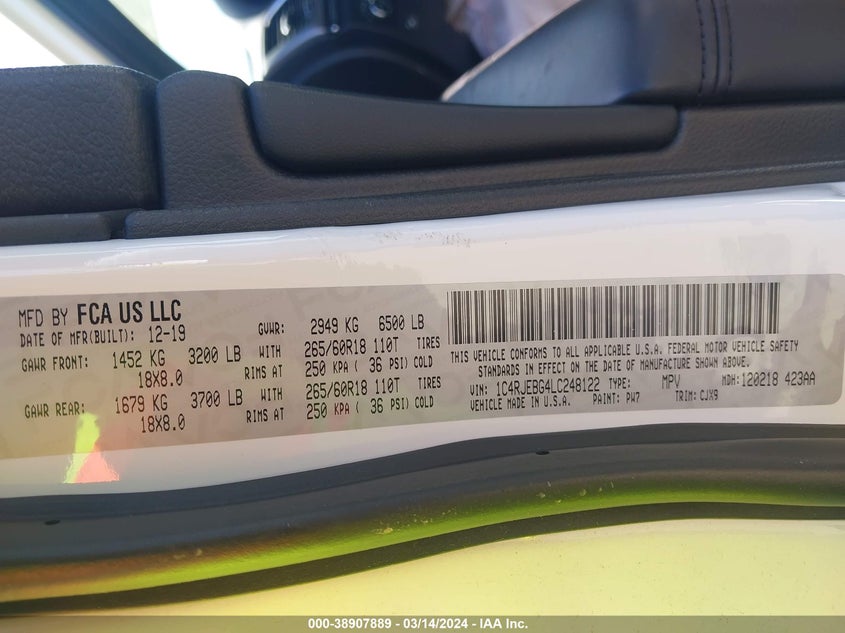 MFD BY FCA US LLC
DATE OF MFR(BUILT): 12-19 GVWR: 2949 KG 6500 LB
GAWR FRONT: 1452 KG 3200 LB WITH 265/60R18 110T TIRES
18X8.0 RIMS AT 250 KPA ( 36 PSI) COLD
GAWR REAR: 1679 KG 3700 LB WITH 265/60R18 110T TIRES
18X8.0 RIMS AT 250 KPA ( 36 PSI) COLD
THIS VEHICLE CONFORMS TO ALL APPLICABLE U.S.A. FEDERAL MOTOR VEHICLE SAFETY
STANDARDS IN EFFECT ON THE DATE OF MANUFACTURE SHOWN ABOVE.
VIN: 1C4RJEBG4LC248122 TYPE: MPV MDH: 120218 423AA
VEHICLE MADE IN U.S.A. PAINT: PW7 TRIM: CJX9
000-38907889 - 03/14/2024 - IAA Inc.